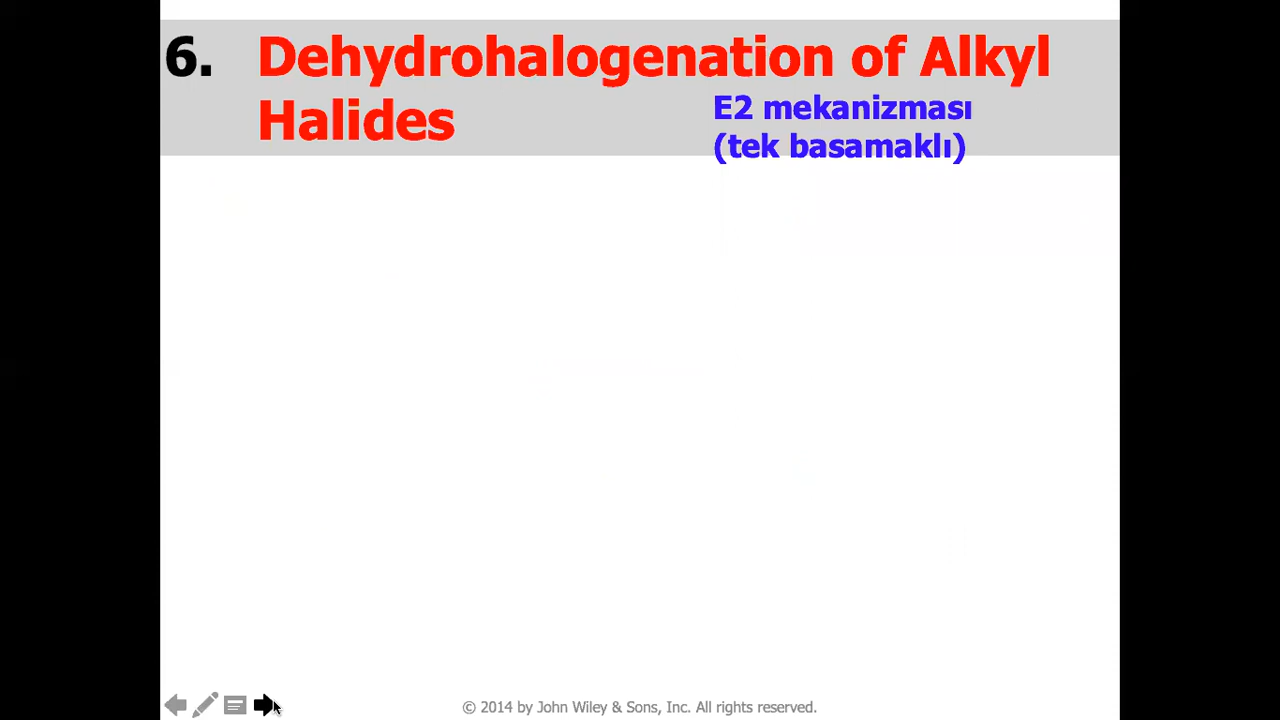 6. Dehydrohalogenation of Alkyl
Halides
E2 mekanizması
(tek basamaklı)
© 2014 by John Wiley & Sons, Inc. All rights reserved.